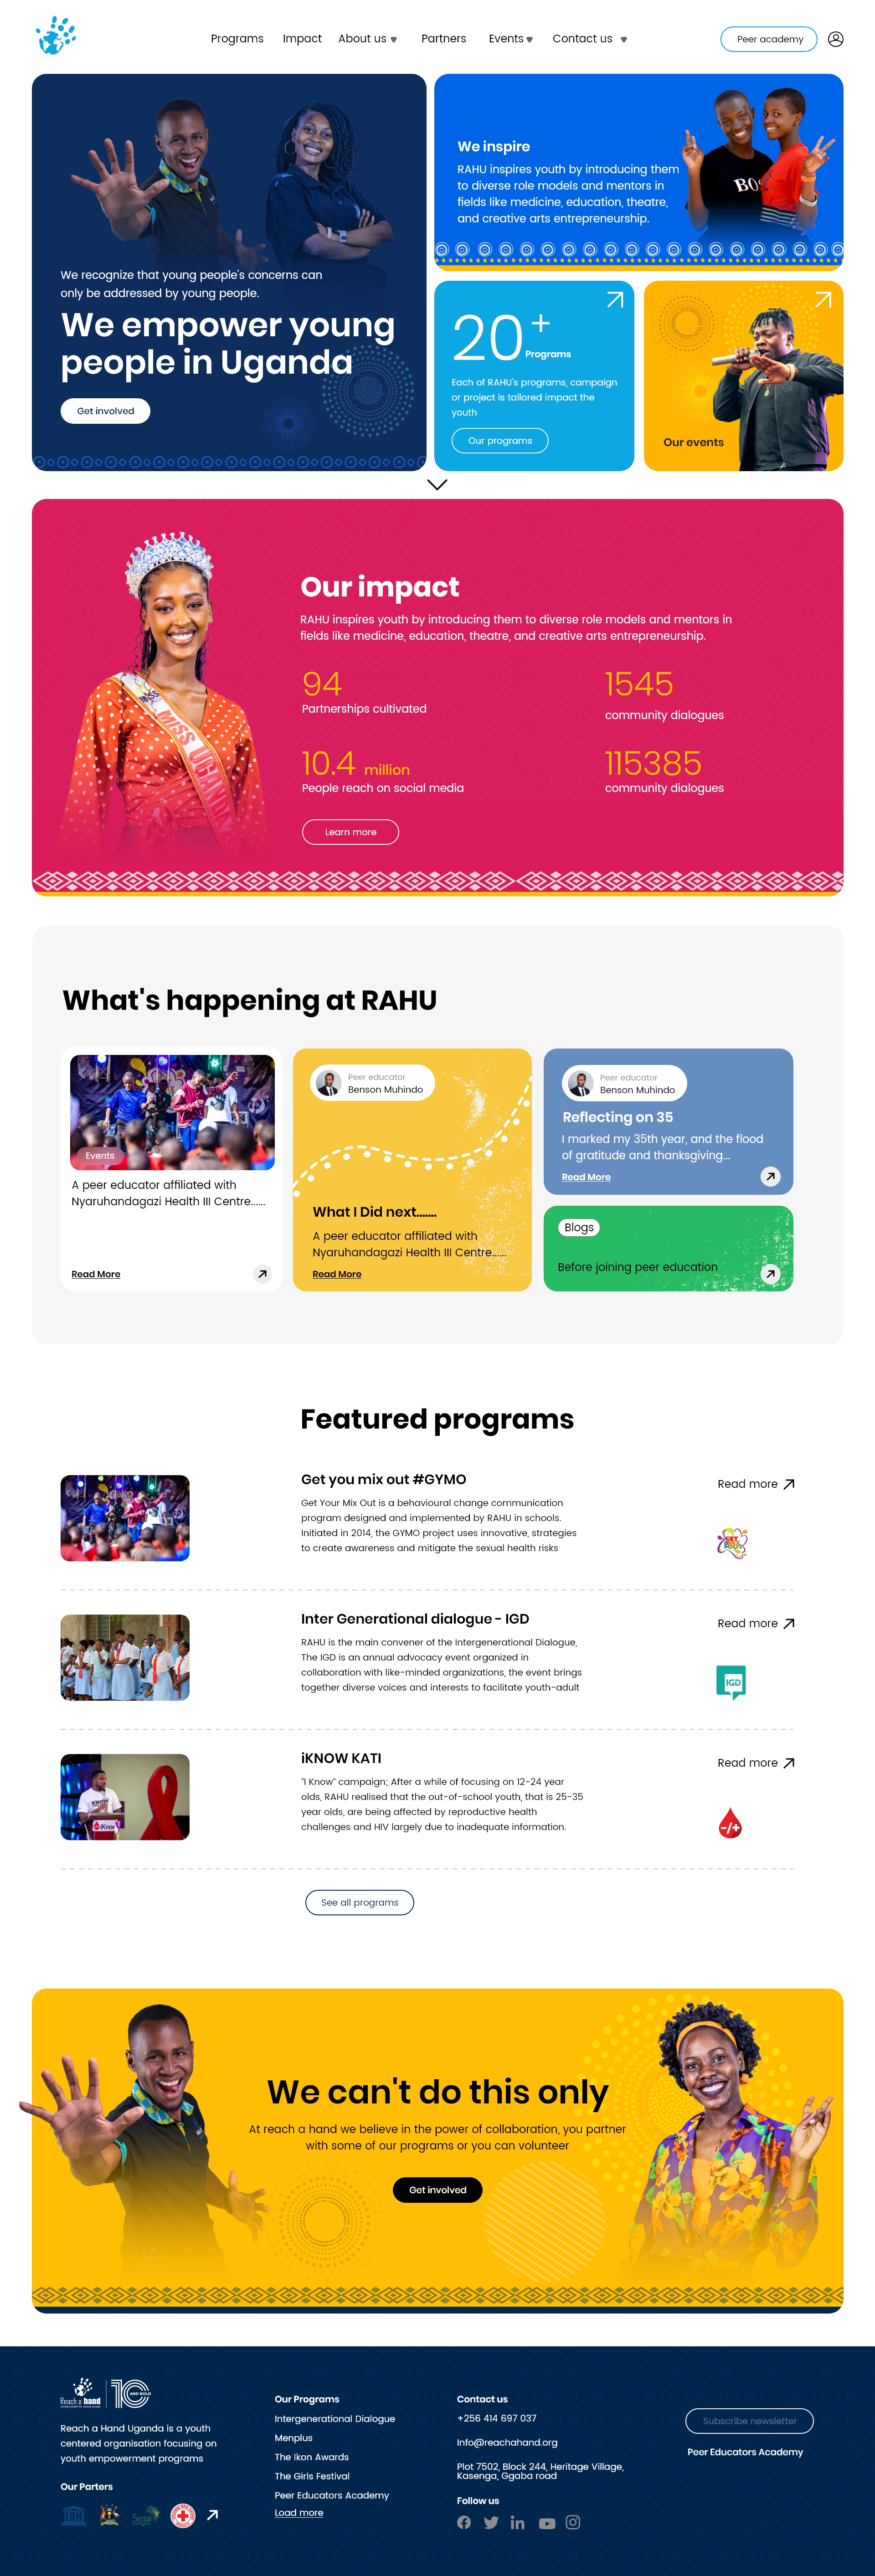 Programs
Impact
About us
Partners
Events
Contact us
Peer academy
We recognize that young people's concerns can
only be addressed by young people.
We empower young
people in Uganda
Get involved
We inspire
RAHU inspires youth by introducing them
to diverse role models and mentors in
fields like medicine, education, theatre,
and creative arts entrepreneurship.
20+
Programs
Each of RAHU's programs, campaign
or project is tailored impact the
youth
Our programs
Our events
MISS UGANDA
Our impact
RAHU inspires youth by introducing them to diverse role models and mentors in
fields like medicine, education, theatre, and creative arts entrepreneurship.
94
Partnerships cultivated
1545
community dialogues
10.4 million
People reach on social media
115385
community dialogues
Learn more
What's happening at RAHU
Events
A peer educator affiliated with
Nyaruhandagazi Health III Centre......
Read More
Peer educator
Benson Muhindo
What I Did next.......
A peer educator affiliated with
Nyaruhandagazi Health III Centre......
Read More
Peer educator
Benson Muhindo
Reflecting on 35
I marked my 35th year, and the flood
of gratitude and thanksgiving...
Read More
Blogs
Before joining peer education
Featured programs
Get you mix out #GYMO
Get Your Mix Out is a behavioural change communication
program designed and implemented by RAHU in schools.
Initiated in 2014, the GYMO project uses innovative, strategies
to create awareness and mitigate the sexual health risks
Read more
Inter Generational dialogue - IGD
RAHU is the main convener of the Intergenerational Dialogue,
The IGD is an annual advocacy event organized in
collaboration with like-minded organizations, the event brings
together diverse voices and interests to facilitate youth-adult
Read more
IGD
iKNOW KATI
"I Know" campaign; After a while of focusing on 12-24 year
olds, RAHU realised that the out-of-school youth, that is 25-35
year olds, are being affected by reproductive health
challenges and HIV largely due to inadequate information.
Read more
-/+
See all programs
We can't do this only
At reach a hand we believe in the power of collaboration, you partner
with some of our programs or you can volunteer
Get involved
Reach a hand
10
AND BOLD
Reach a Hand Uganda is a youth
centered organisation focusing on
youth empowerment programs
Our Parters
Our Programs
Intergenerational Dialogue
Menplus
The Ikon Awards
The Girls Festival
Peer Educators Academy
Load more
Contact us
+256 414 697 037
Info@reachahand.org
Plot 7502, Block 244, Heritage Village,
Kasenga, Ggaba road
Follow us
Subscribe newsletter
Peer Educators Academy